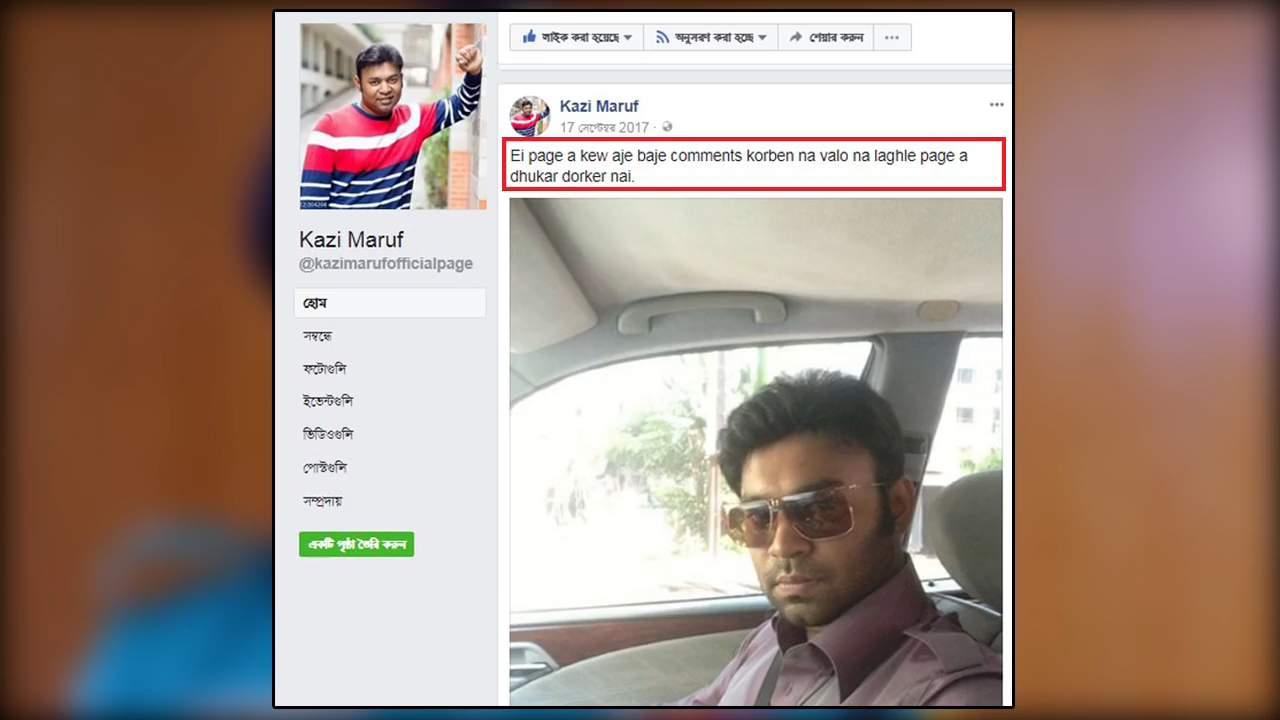 লাইক করা হয়েছে
অনুসরণ করা হচ্ছে
শেয়ার করুন
Kazi Maruf
17 সেপ্টেম্বর 2017
Ei page a kew aje baje comments korben na valo na laghle page a
dhukar dorker nai.
Kazi Maruf
@kazimarufofficialpage
হোম
সম্বন্ধে
ফটোগুলি
ইভেন্টগুলি
ভিডিওগুলি
পোস্টগুলি
সম্প্রদায়
একটি পৃষ্ঠা তৈরি করুন